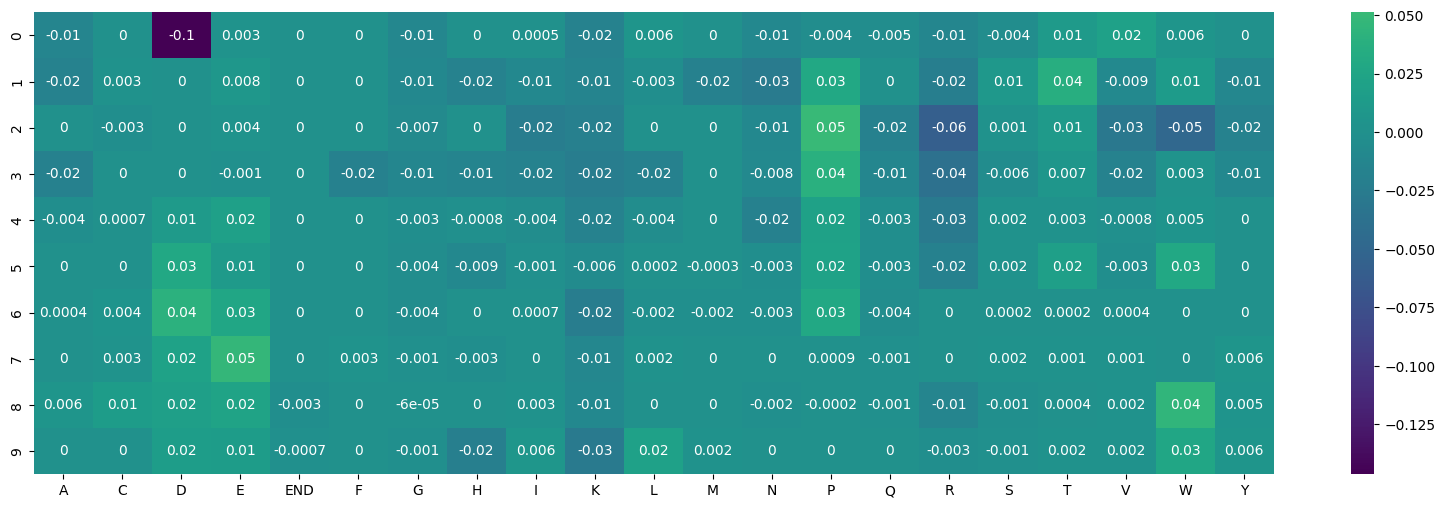 0 -0.01 0 -0.1 0.003 0 0 -0.01 0 0.0005 -0.02 0.006 0 -0.01 -0.004 -0.005 -0.01 -0.004 0.01 0.02 0.006 0
1 -0.02 0.003 0 0.008 0 0 -0.01 -0.02 -0.01 -0.01 -0.003 -0.02 -0.03 0.03 0 -0.02 0.01 0.04 -0.009 0.01 -0.01
2 0 -0.003 0 0.004 0 0 -0.007 0 -0.02 -0.02 0 0 -0.01 0.05 -0.02 -0.06 0.001 0.01 -0.03 -0.05 -0.02
3 -0.02 0 0 -0.001 0 -0.02 -0.01 -0.01 -0.02 -0.02 -0.02 0 -0.008 0.04 -0.01 -0.04 -0.006 0.007 -0.02 0.003 -0.01
4 -0.004 0.0007 0.01 0.02 0 0 -0.003 -0.0008 -0.004 -0.02 -0.004 0 -0.02 0.02 -0.003 -0.03 0.002 0.003 -0.0008 0.005 0
5 0 0 0.03 0.01 0 0 -0.004 -0.009 -0.001 -0.006 0.0002 -0.0003 -0.003 0.02 -0.003 -0.02 0.002 0.02 -0.003 0.03 0
6 0.0004 0.004 0.04 0.03 0 0 -0.004 0 0.0007 -0.02 -0.002 -0.002 -0.003 0.03 -0.004 0 0.0002 0.0002 0.0004 0 0
7 0 0.003 0.02 0.05 0 0.003 -0.001 -0.003 0 -0.01 0.002 0 0 0.0009 -0.001 0 0.002 0.001 0.001 0 0.006
8 0.006 0.01 0.02 0.02 -0.003 0 -6e-05 0 0.003 -0.01 0 0 -0.002 -0.0002 -0.001 -0.01 -0.001 0.0004 0.002 0.04 0.005
9 0 0 0.02 0.01 -0.0007 0 -0.001 -0.02 0.006 -0.03 0.02 0.002 0 0 0 -0.003 -0.001 0.002 0.002 0.03 0.006
A C D E END F G H I K L M N P Q R S T V W Y
0.050
0.025
0.000
−0.025
−0.050
−0.075
−0.100
−0.125